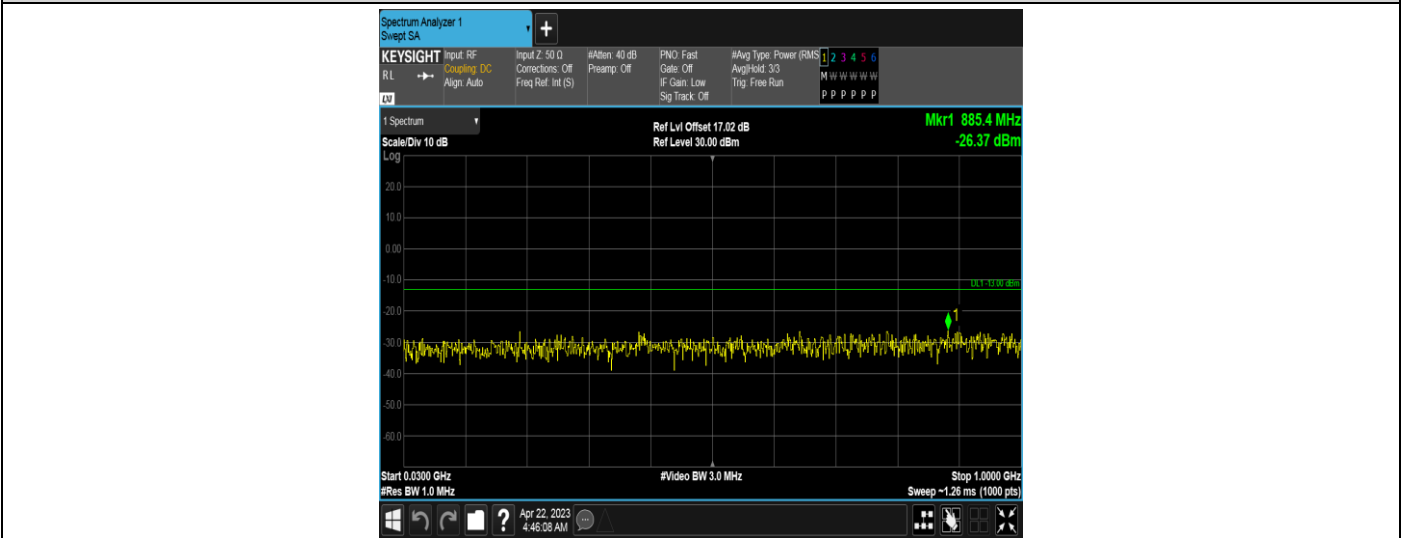 Spectrum Analyzer 1
Swept SA
+
KEYSIGHT Input: RF Input Z: 50 Ω #Atten: 40 dB PNO: Fast #Avg Type: Power (RMS 1 2 3 4 5 6
RL Coupling: DC Corrections: Off Preamp: Off Gate: Off Avg|Hold: 3/3 M W W W W W
Align: Auto Freq Ref: Int (S) IF Gain: Low Trig: Free Run
Sig Track: Off P P P P P P
LXI
1 Spectrum Ref Lvl Offset 17.02 dB Mkr1 885.4 MHz
Scale/Div 10 dB Ref Level 30.00 dBm -26.37 dBm
Log
20.0
10.0
0.00
-10.0
DL1 -13.00 dBm
-20.0
1
-30.0
-40.0
-50.0
-60.0
Start 0.0300 GHz #Video BW 3.0 MHz Stop 1.0000 GHz
#Res BW 1.0 MHz Sweep ~1.26 ms (1000 pts)
? Apr 22, 2023
4:46:08 AM